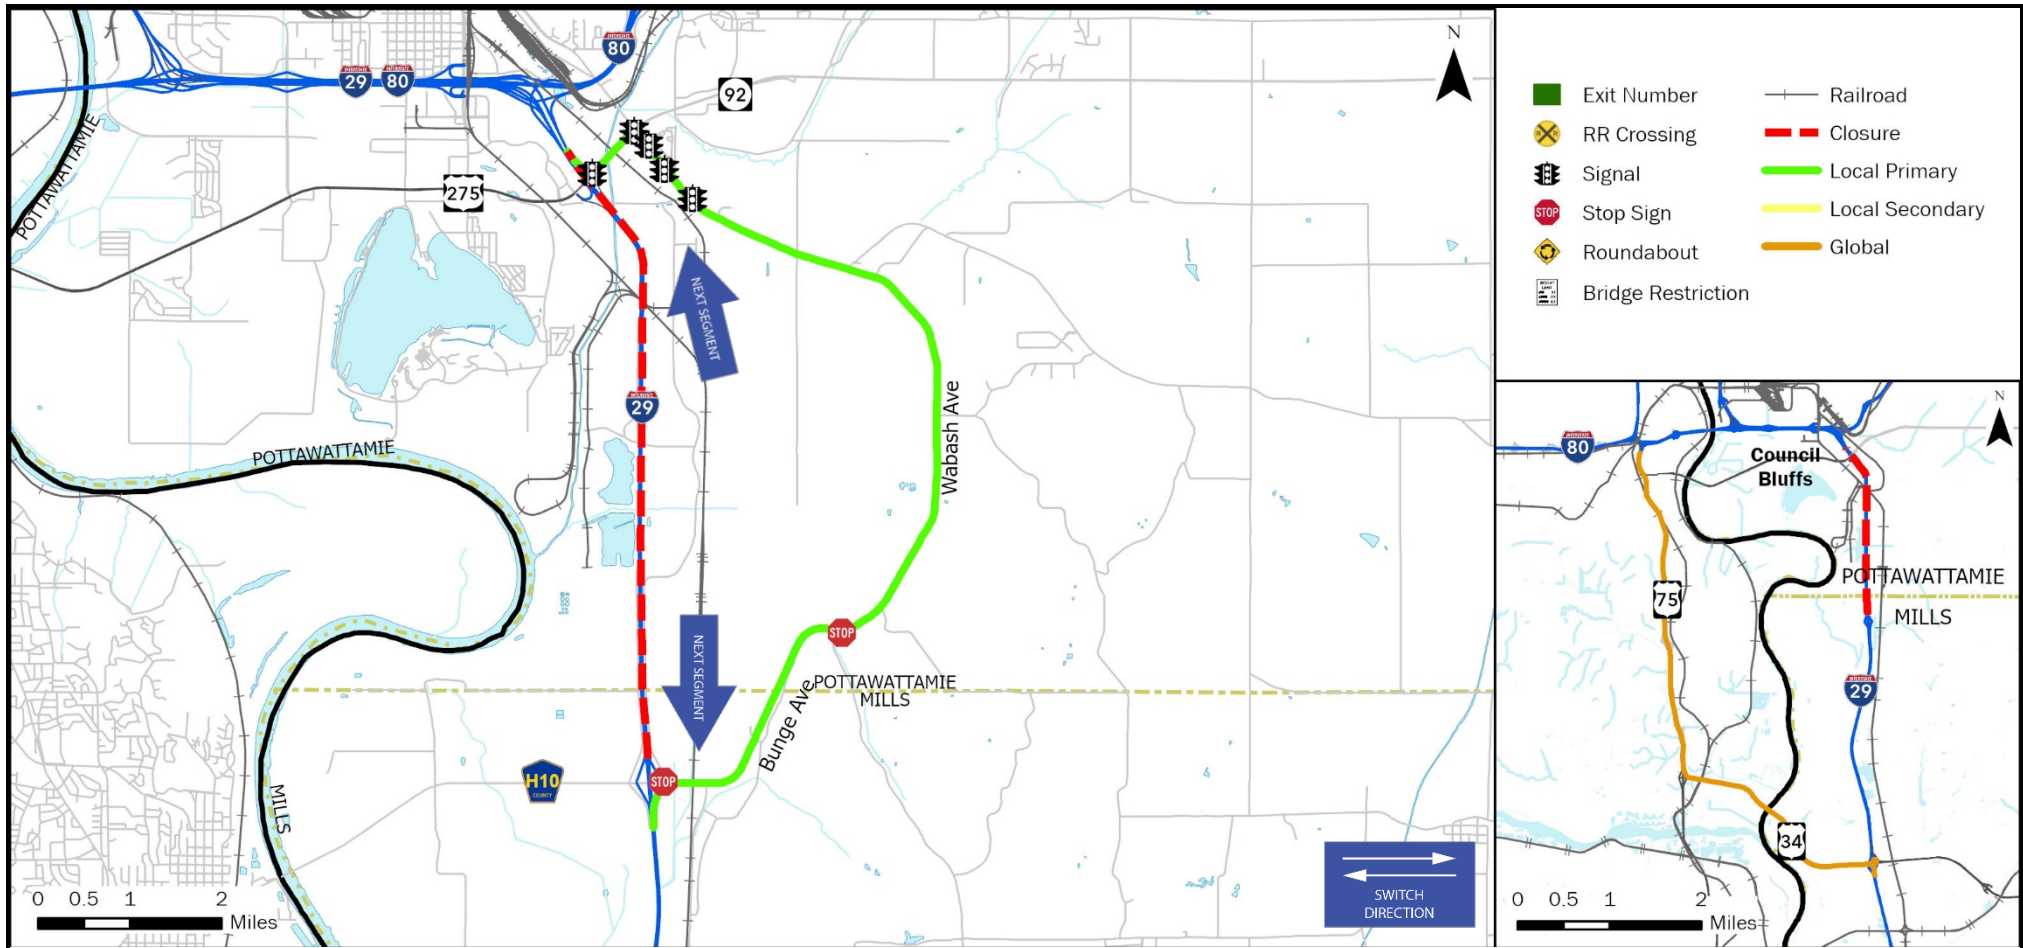 80
29
80
92
N
POTTAWATTAMIE
275
NEXT SEGMENT
29
Wabash Ave
POTTAWATTAMIE
STOP
NEXT SEGMENT
POTTAWATTAMIE
MILLS
Bunge Ave
STOP
H10
COUNTY
MILLS
0 0.5 1 2
Miles
SWITCH
DIRECTION
Exit Number
RR Crossing
Signal
STOP
Stop Sign
Roundabout
Bridge Restriction
Railroad
Closure
Local Primary
Local Secondary
Global
N
80
Council
Bluffs
75
POTTAWATTAMIE
MILLS
29
34
0 0.5 1 2
Miles